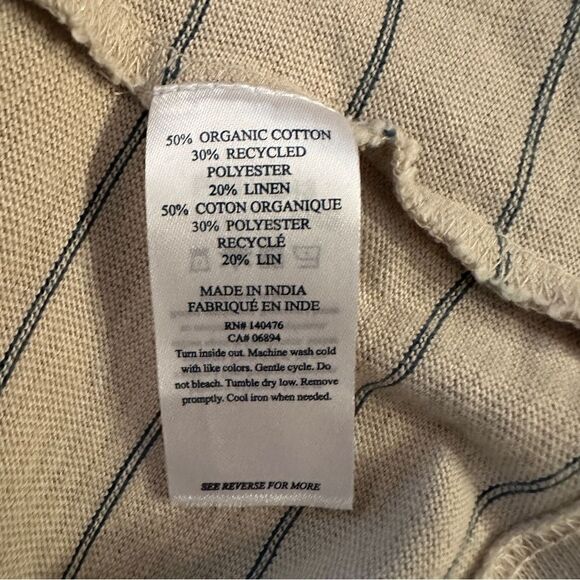 50% ORGANIC COTTON
30% RECYCLED
POLYESTER
20% LINEN
50% COTON ORGANIQUE
30% POLYESTER
RECYCLÉ
20% LIN
MADE IN INDIA
FABRIQUÉ EN INDE
RN# 140476
CA# 06894
Turn inside out. Machine wash cold
with like colors. Gentle cycle. Do
not bleach. Tumble dry low. Remove
promptly. Cool iron when needed.
SEE REVERSE FOR MORE